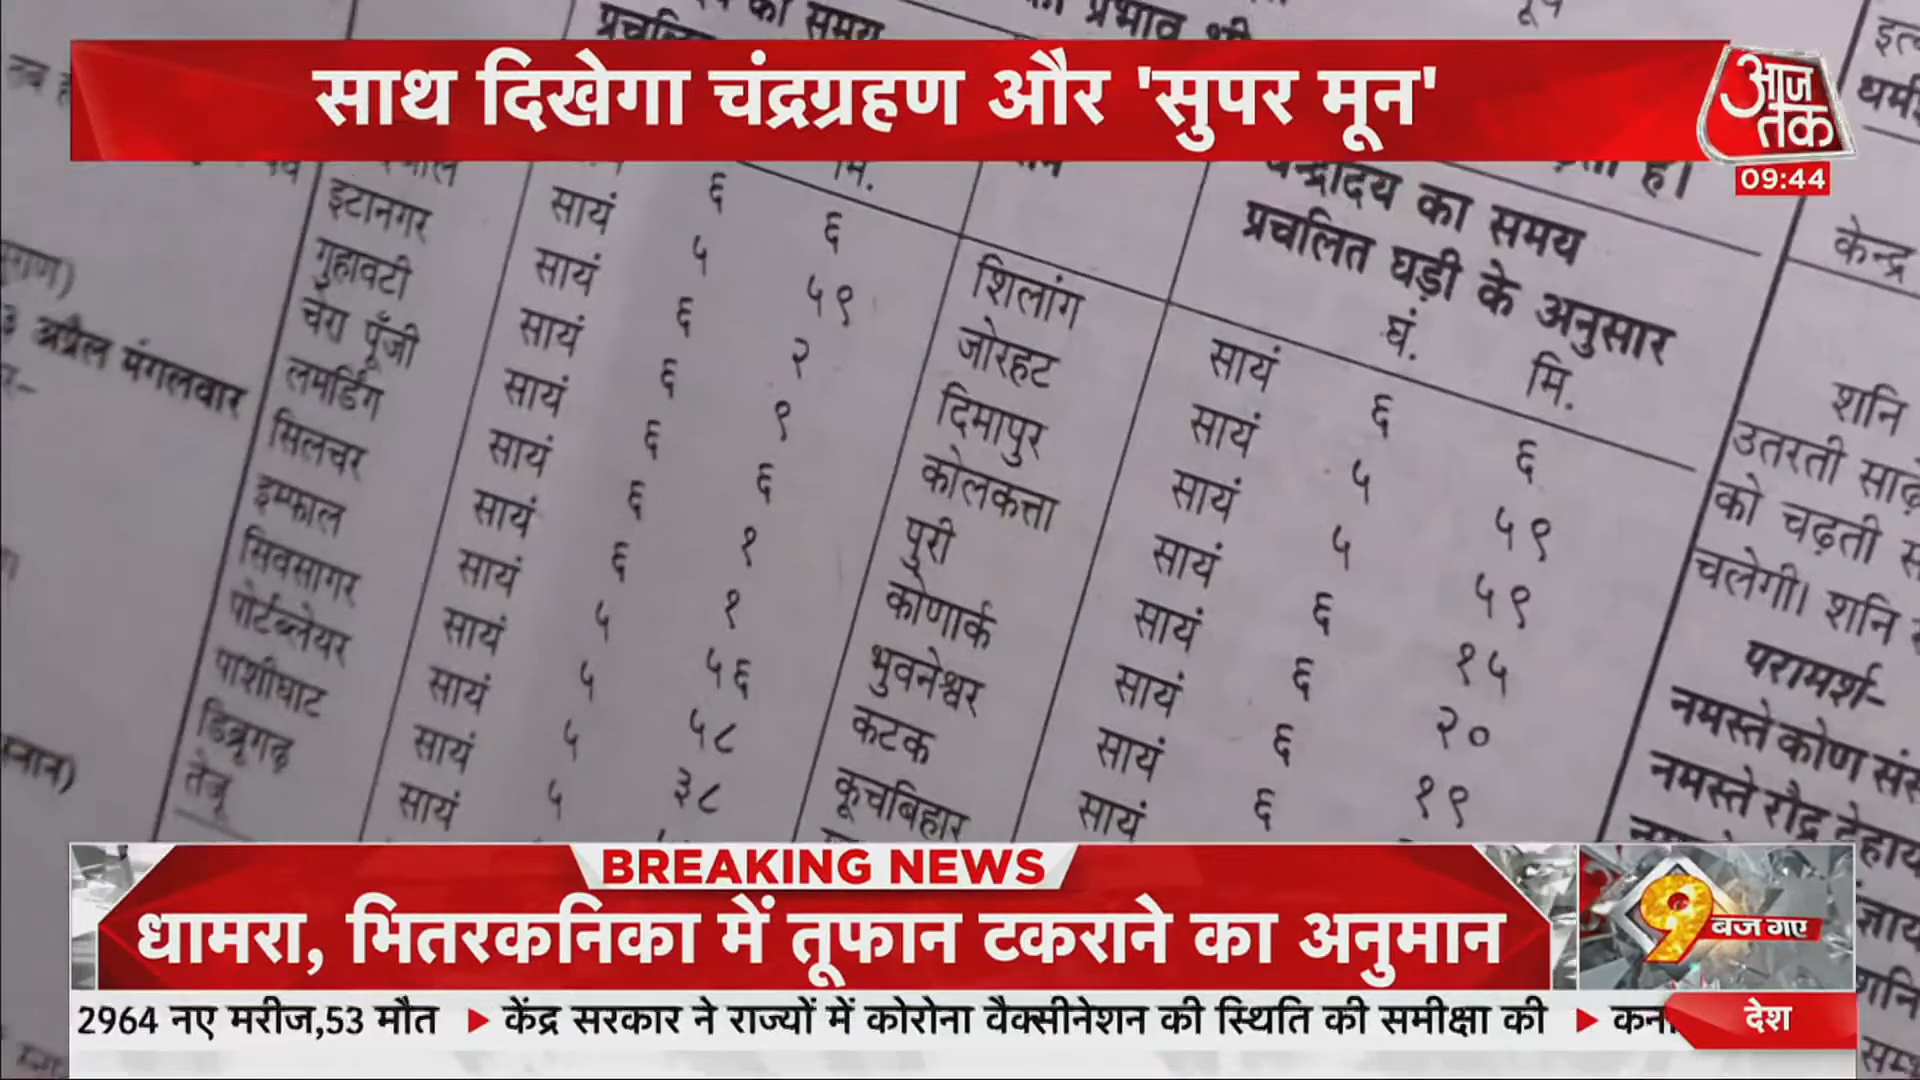 साथ दिखेगा चंद्रग्रहण और 'सुपर मून'
आज तक
09:44
का समय
प्रभाव भी
मि.
इटानगर सायं ६ ६
गुहावटी सायं ५ ५९
चेरा पूँजी सायं ६ २
लमडिंग सायं ६ ९
सिलचर सायं ६ ६
इम्फाल सायं ६ १
सिवसागर सायं ६ १
पोर्टब्लेयर सायं ५ ५६
पाशीघाट सायं ५ ५८
डिब्रूगढ़ सायं ५ ३८
तेजू सायं ५
अप्रैल मंगलवार
चन्द्रोदय का समय
प्रचलित घड़ी के अनुसार
घं. मि.
शिलांग सायं ६ ६
जोरहट सायं ५ ५९
दिमापुर सायं ५ ५९
कोलकत्ता सायं ६ १५
पुरी सायं ६ २०
कोणार्क सायं ६ १९
भुवनेश्वर सायं ६
कटक सायं
कूचबिहार
केन्द्र
शनि
उतरती
को चढ़ती
चलेगी। शनि
परामर्श-
नमस्ते कोण
नमस्ते रौद्र देहाय
BREAKING NEWS
धामरा, भितरकनिका में तूफान टकराने का अनुमान
9 बज गए
2964 नए मरीज,53 मौत ▶ केंद्र सरकार ने राज्यों में कोरोना वैक्सीनेशन की स्थिति की समीक्षा की ▶
देश